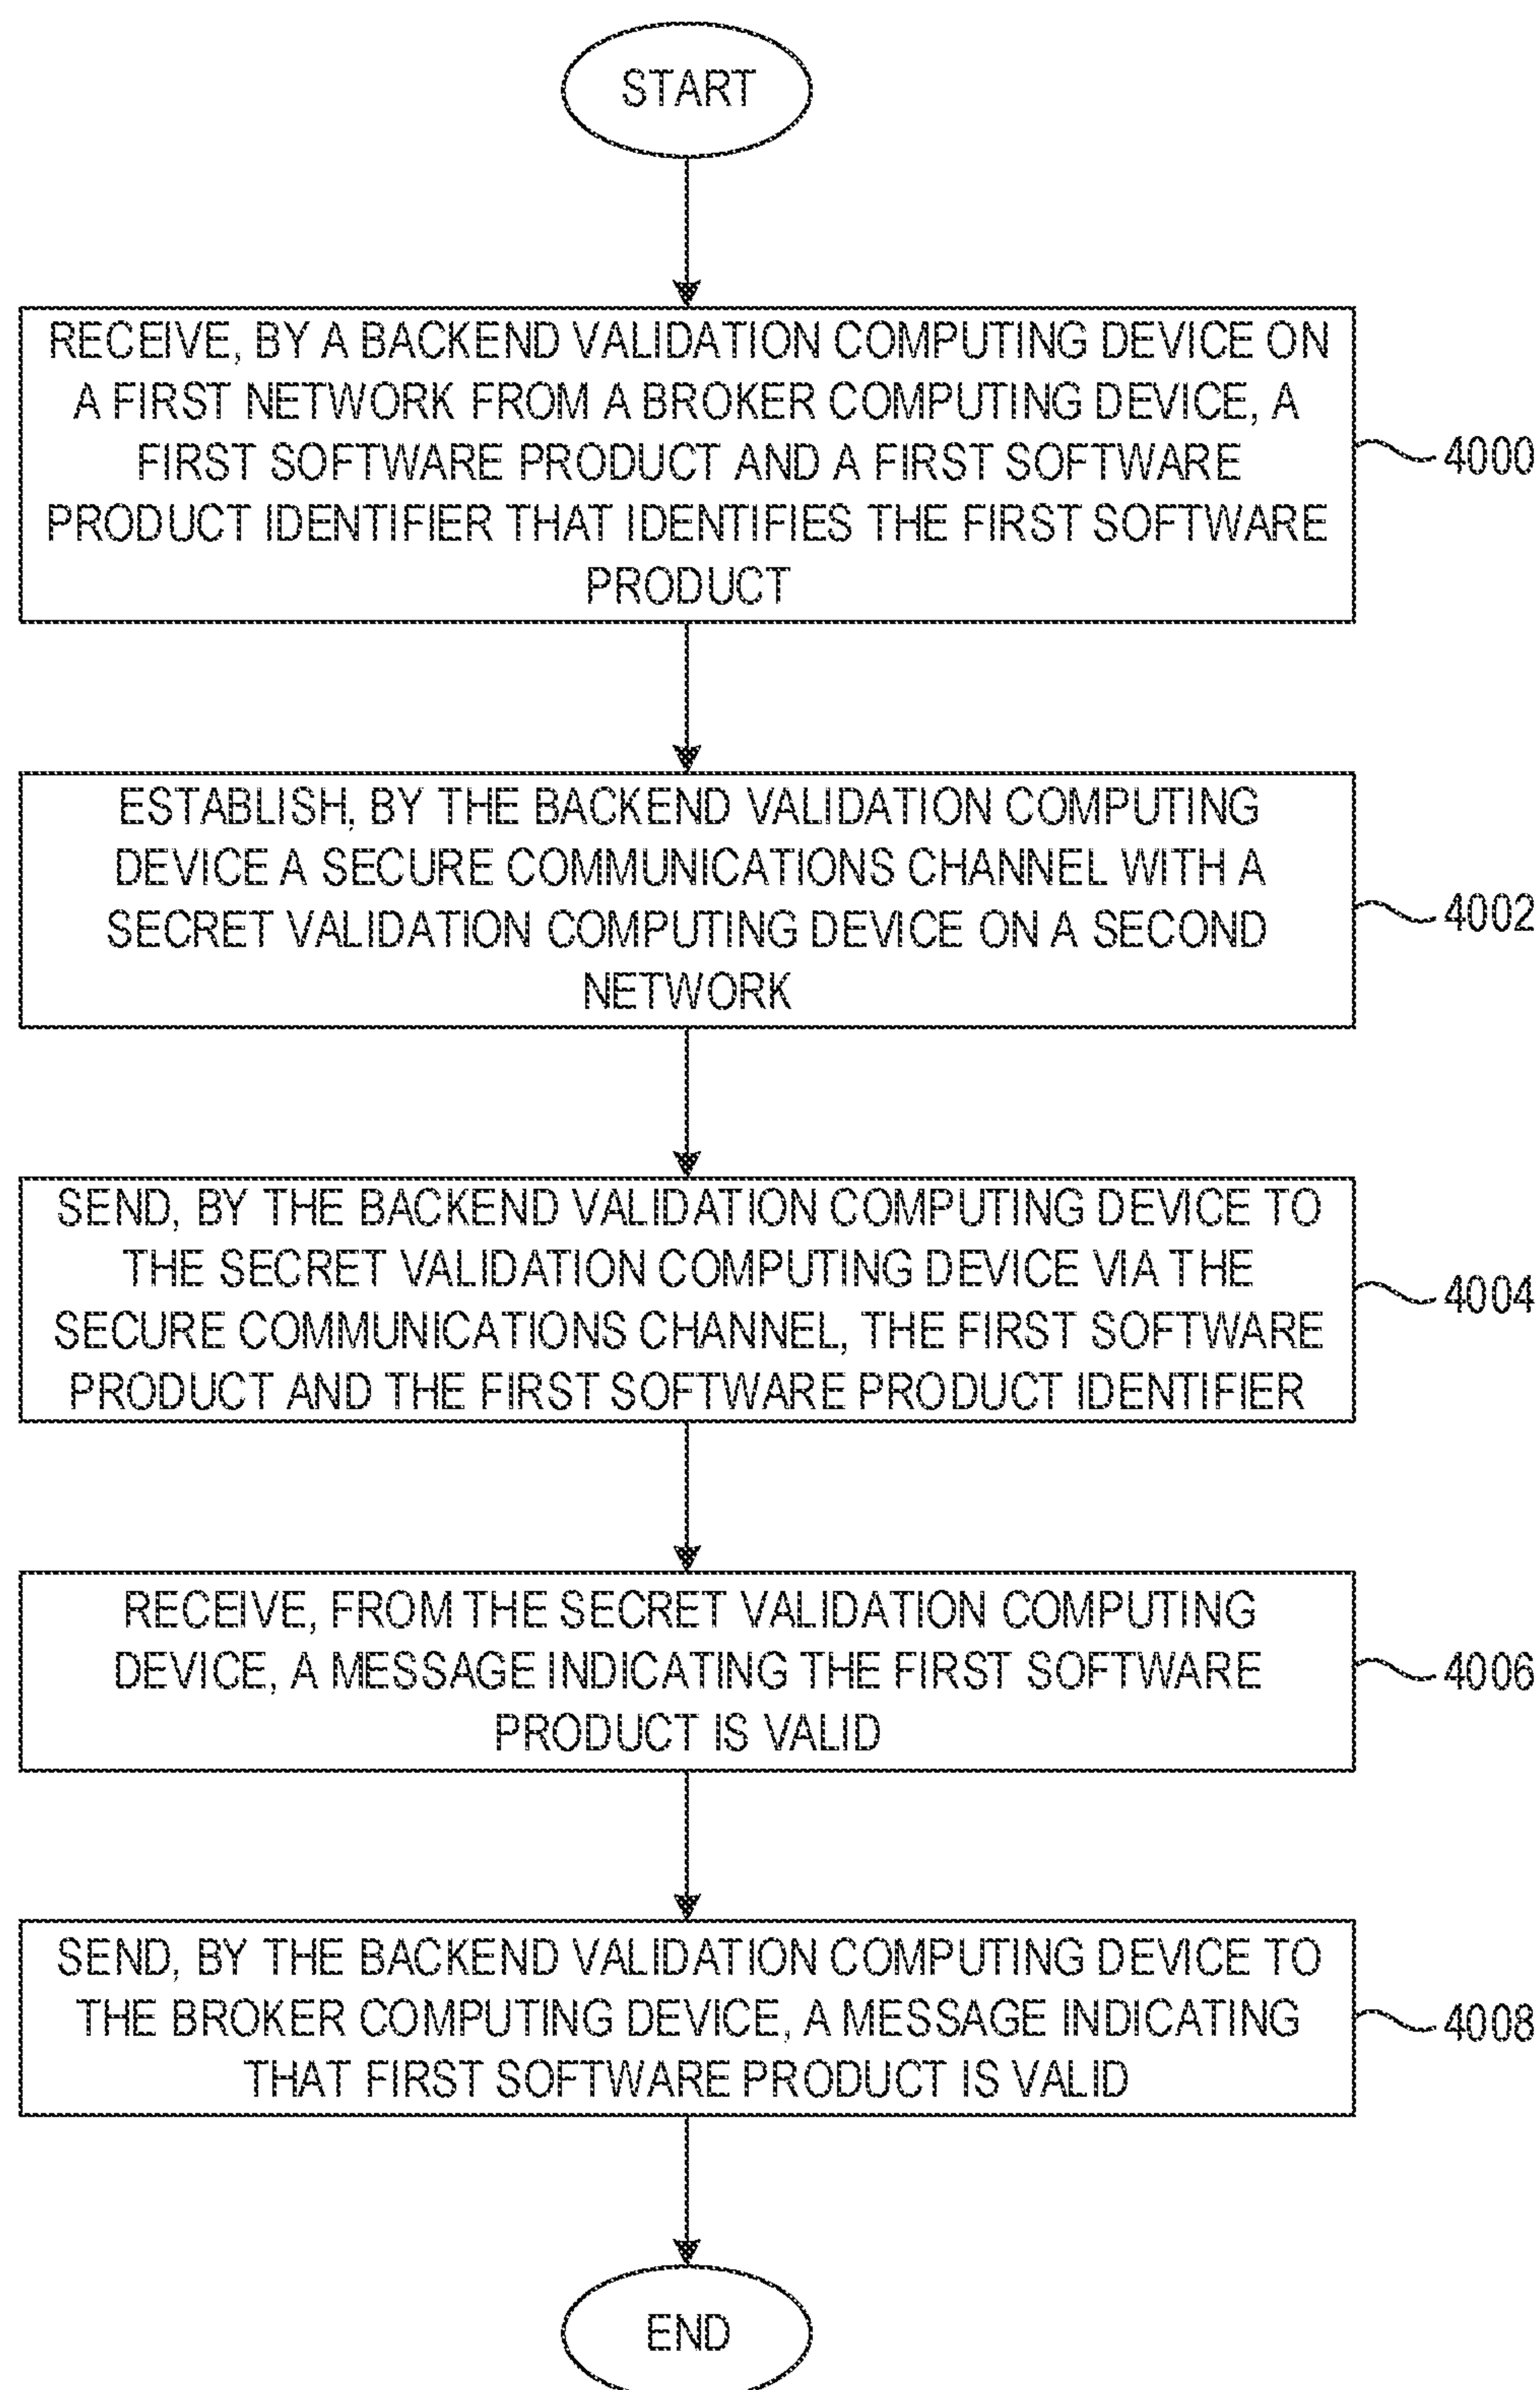 START
RECEIVE, BY A BACKEND VALIDATION COMPUTING DEVICE ON
A FIRST NETWORK FROM A BROKER COMPUTING DEVICE, A
FIRST SOFTWARE PRODUCT AND A FIRST SOFTWARE
PRODUCT IDENTIFIER THAT IDENTIFIES THE FIRST SOFTWARE
PRODUCT
4000
ESTABLISH, BY THE BACKEND VALIDATION COMPUTING
DEVICE A SECURE COMMUNICATIONS CHANNEL WITH A
SECRET VALIDATION COMPUTING DEVICE ON A SECOND
NETWORK
4002
SEND, BY THE BACKEND VALIDATION COMPUTING DEVICE TO
THE SECRET VALIDATION COMPUTING DEVICE VIA THE
SECURE COMMUNICATIONS CHANNEL, THE FIRST SOFTWARE
PRODUCT AND THE FIRST SOFTWARE PRODUCT IDENTIFIER
4004
RECEIVE, FROM THE SECRET VALIDATION COMPUTING
DEVICE, A MESSAGE INDICATING THE FIRST SOFTWARE
PRODUCT IS VALID
4006
SEND, BY THE BACKEND VALIDATION COMPUTING DEVICE TO
THE BROKER COMPUTING DEVICE, A MESSAGE INDICATING
THAT FIRST SOFTWARE PRODUCT IS VALID
4008
END